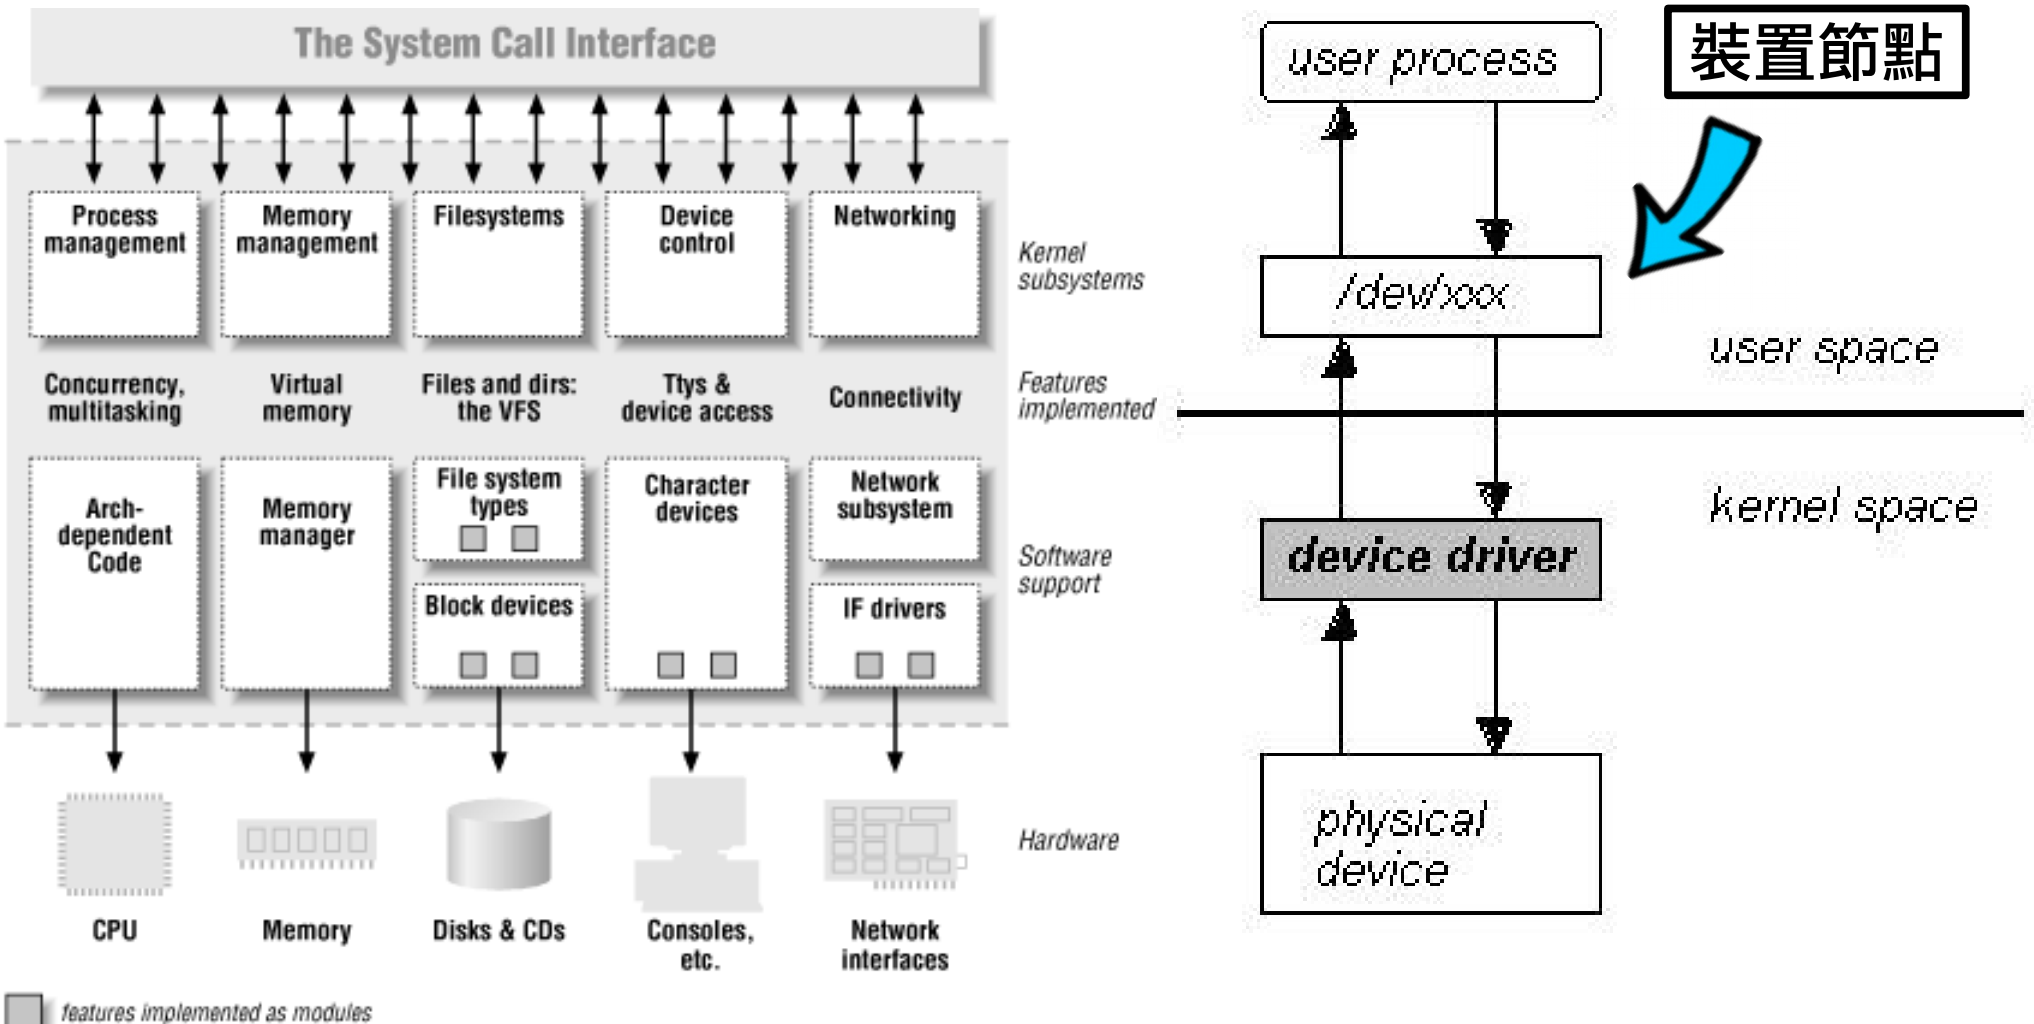 The System Call Interface
Process
management
Memory
management
Filesystems
Device
control
Networking
Kernel
subsystems
Concurrency,
multitasking
Virtual
memory
Files and dirs:
the VFS
Ttys &
device access
Connectivity
Features
implemented
Arch-
dependent
Code
Memory
manager
File system
types
Block devices
Character
devices
Network
subsystem
IF drivers
Software
support
CPU
Memory
Disks & CDs
Consoles,
etc.
Network
interfaces
Hardware
features implemented as modules
user process
裝置節點
/dev/xxx
user space
kernel space
device driver
physical
device